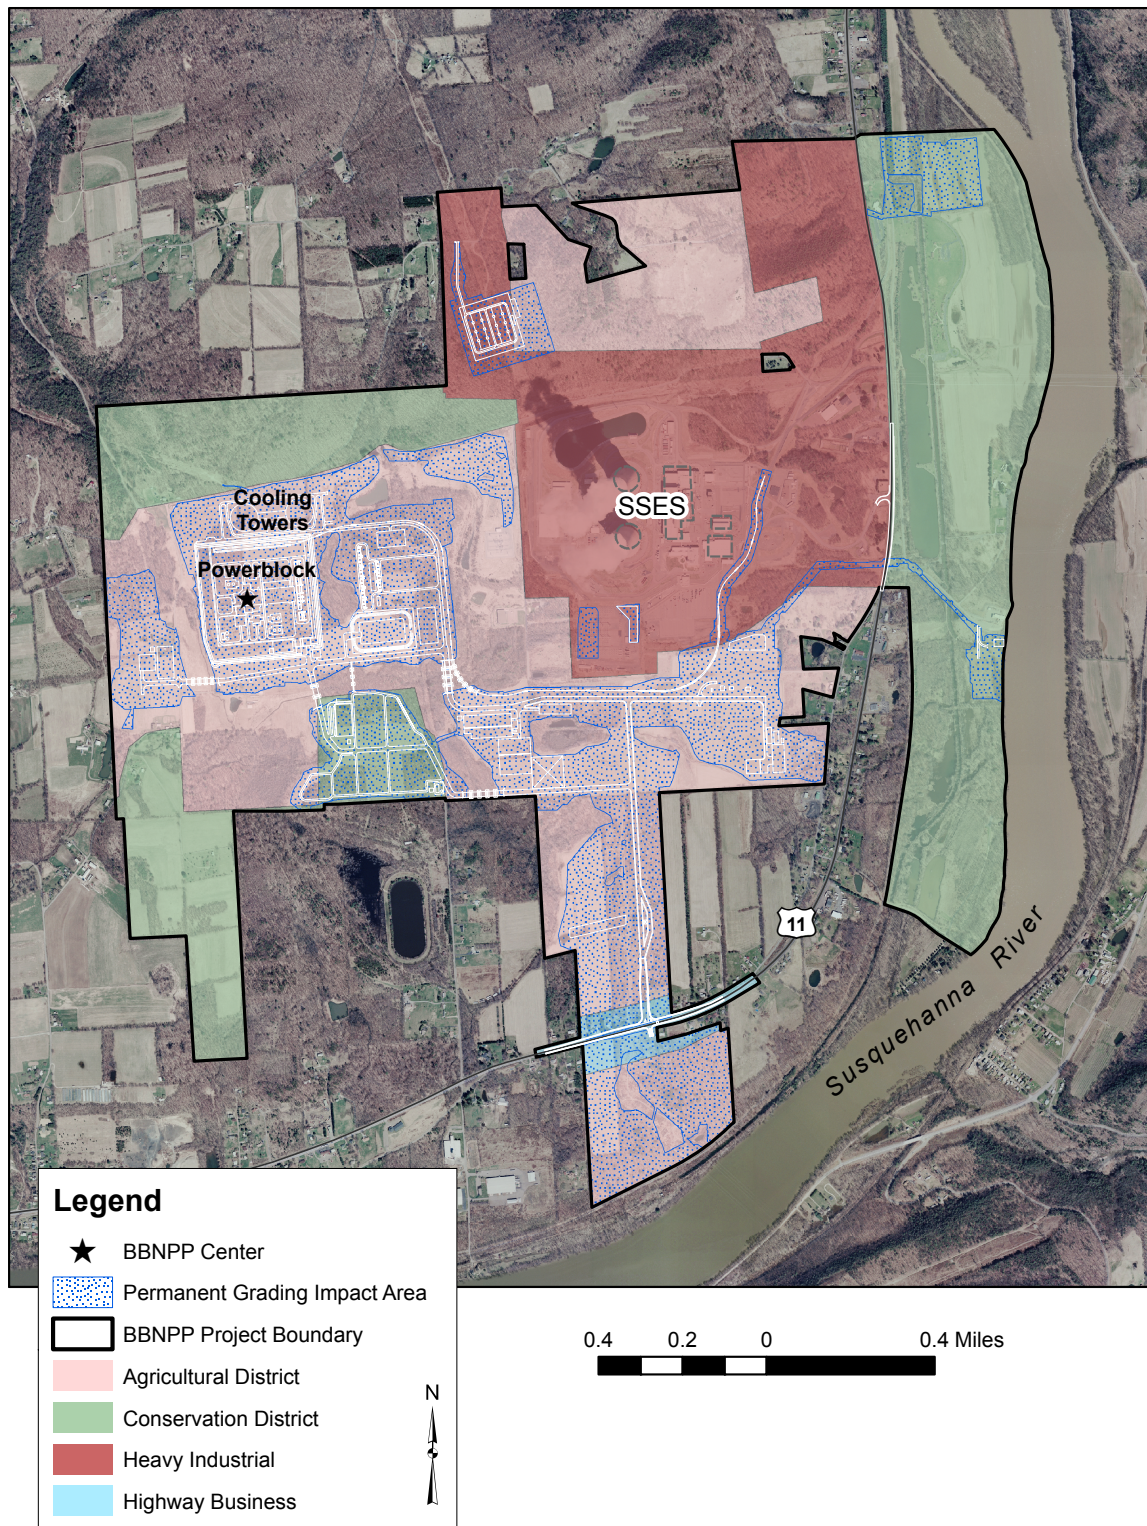 Cooling
Towers
Powerblock
SSES
11
Susquehanna River
Legend
BBNPP Center
Permanent Grading Impact Area
BBNPP Project Boundary
Agricultural District
Conservation District
Heavy Industrial
Highway Business
N
0.4 0.2 0 0.4 Miles